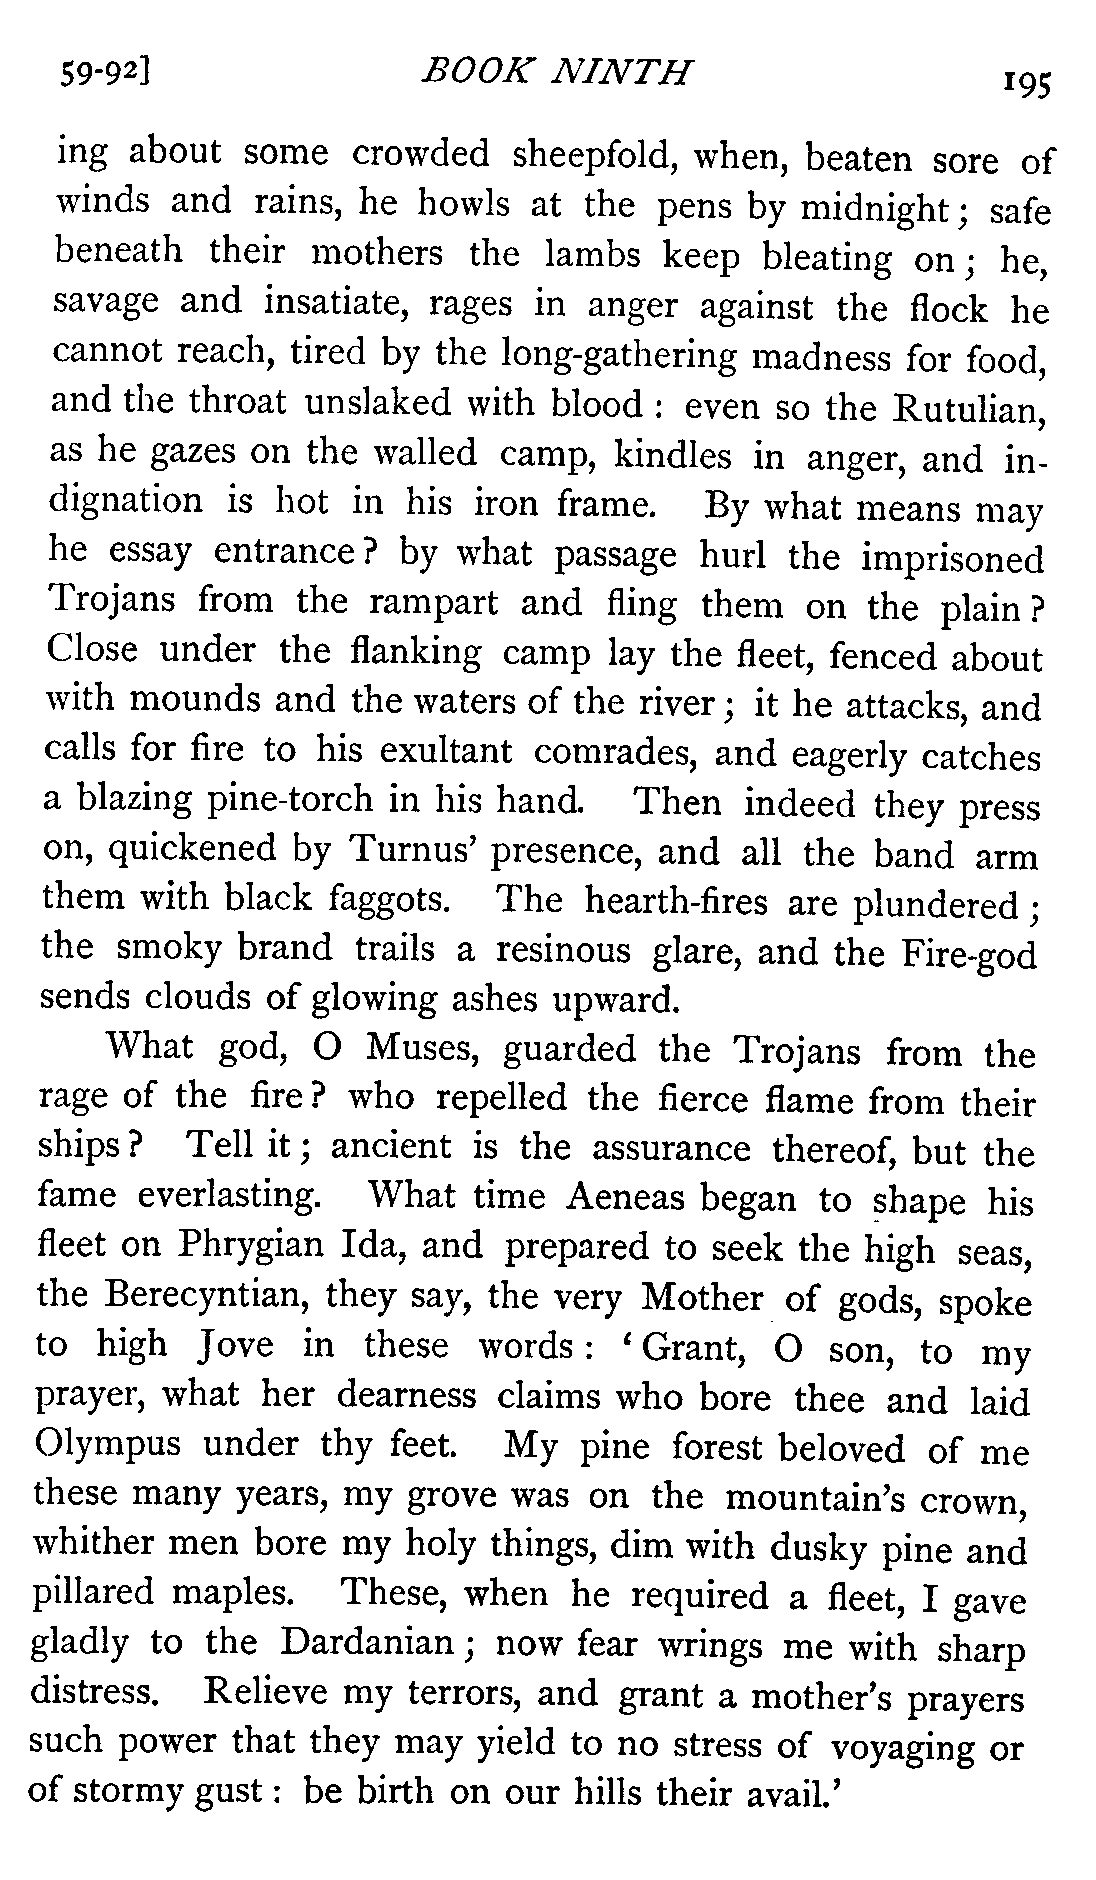 59-92] BOOK NINTH 195
ing about some crowded sheepfold, when, beaten sore of
winds and rains, he howls at the pens by midnight ; safe
beneath their mothers the lambs keep bleating on ; he,
savage and insatiate, rages in anger against the flock he
cannot reach, tired by the long-gathering madness for food,
and the throat unslaked with blood : even so the Rutulian,
as he gazes on the walled camp, kindles in anger, and in-
dignation is hot in his iron frame. By what means may
he essay entrance ? by what passage hurl the imprisoned
Trojans from the rampart and fling them on the plain ?
Close under the flanking camp lay the fleet, fenced about
with mounds and the waters of the river ; it he attacks, and
calls for fire to his exultant comrades, and eagerly catches
a blazing pine-torch in his hand. Then indeed they press
on, quickened by Turnus' presence, and all the band arm
them with black faggots. The hearth-fires are plundered ;
the smoky brand trails a resinous glare, and the Fire-god
sends clouds of glowing ashes upward.
What god, O Muses, guarded the Trojans from the
rage of the fire ? who repelled the fierce flame from their
ships ? Tell it ; ancient is the assurance thereof, but the
fame everlasting. What time Aeneas began to shape his
fleet on Phrygian Ida, and prepared to seek the high seas,
the Berecyntian, they say, the very Mother of gods, spoke
to high Jove in these words : ‘ Grant, O son, to my
prayer, what her dearness claims who bore thee and laid
Olympus under thy feet. My pine forest beloved of me
these many years, my grove was on the mountain's crown,
whither men bore my holy things, dim with dusky pine and
pillared maples. These, when he required a fleet, I gave
gladly to the Dardanian ; now fear wrings me with sharp
distress. Relieve my terrors, and grant a mother's prayers
such power that they may yield to no stress of voyaging or
of stormy gust : be birth on our hills their avail.’